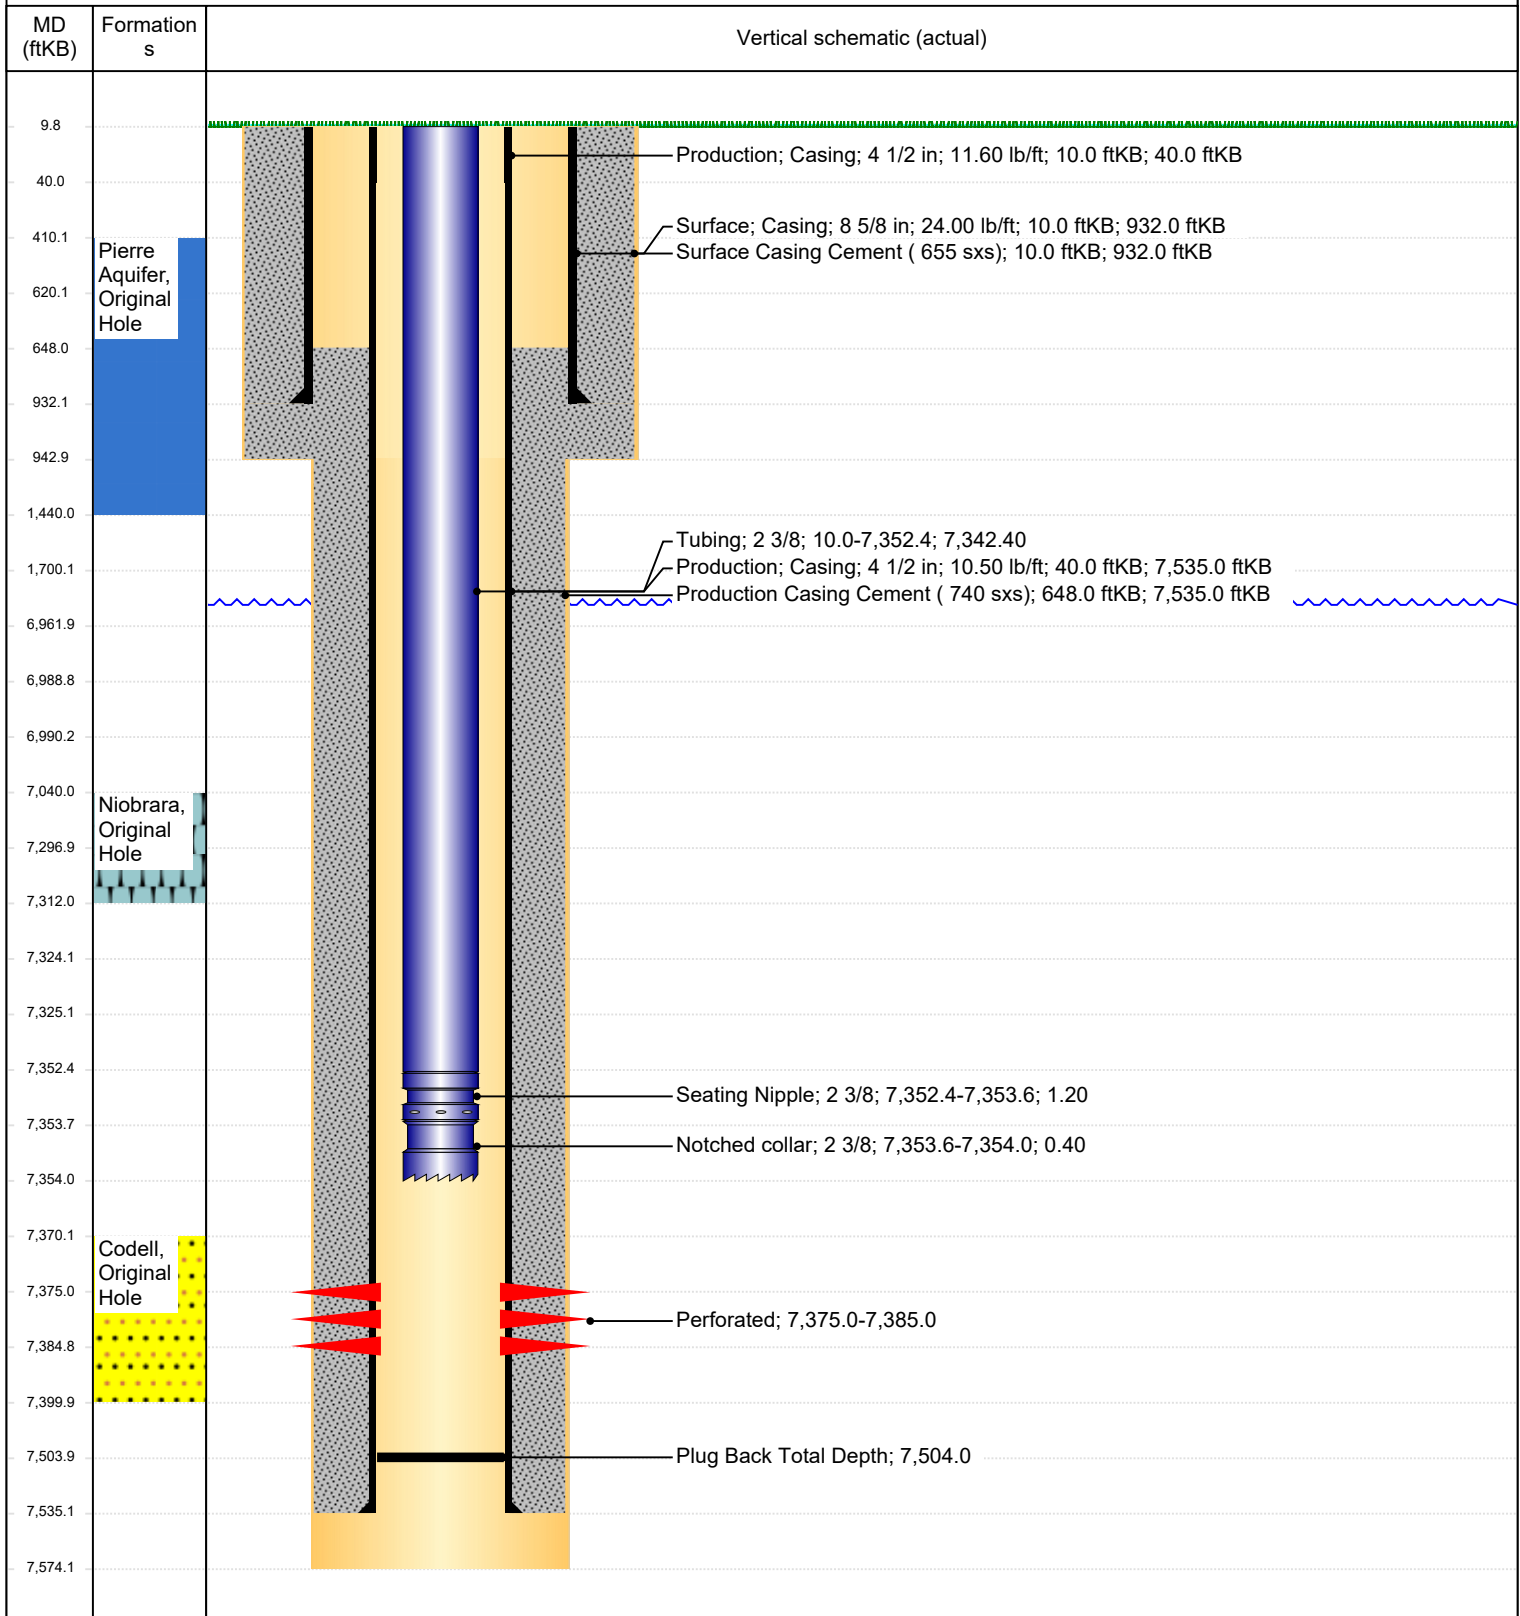 MD
(ftKB)
Formation
s
Vertical schematic (actual)
9.8
Production; Casing; 4 1/2 in; 11.60 lb/ft; 10.0 ftKB; 40.0 ftKB
40.0
Surface; Casing; 8 5/8 in; 24.00 lb/ft; 10.0 ftKB; 932.0 ftKB
410.1
Pierre
Aquifer,
Original
Hole
Surface Casing Cement ( 655 sxs); 10.0 ftKB; 932.0 ftKB
620.1
648.0
932.1
942.9
1,440.0
Tubing; 2 3/8; 10.0-7,352.4; 7,342.40
Production; Casing; 4 1/2 in; 10.50 lb/ft; 40.0 ftKB; 7,535.0 ftKB
1,700.1
Production Casing Cement ( 740 sxs); 648.0 ftKB; 7,535.0 ftKB
6,961.9
6,988.8
6,990.2
7,040.0
Niobrara,
Original
Hole
7,296.9
7,312.0
7,324.1
7,325.1
7,352.4
Seating Nipple; 2 3/8; 7,352.4-7,353.6; 1.20
7,353.7
Notched collar; 2 3/8; 7,353.6-7,354.0; 0.40
7,354.0
7,370.1
Codell,
Original
Hole
7,375.0
Perforated; 7,375.0-7,385.0
7,384.8
7,399.9
7,503.9
Plug Back Total Depth; 7,504.0
7,535.1
7,574.1